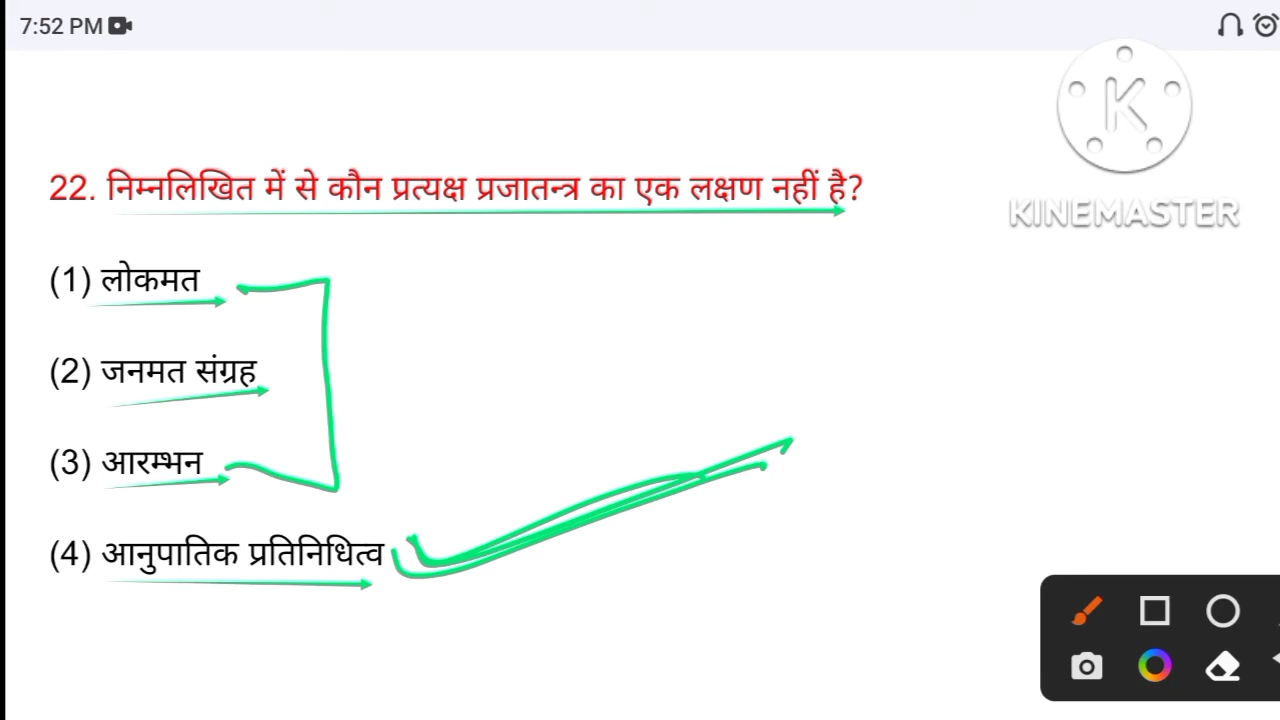 7:52 PM
KINEMASTER
22. निम्नलिखित में से कौन प्रत्यक्ष प्रजातन्त्र का एक लक्षण नहीं है?
(1) लोकमत
(2) जनमत संग्रह
(3) आरम्भन
(4) आनुपातिक प्रतिनिधित्व